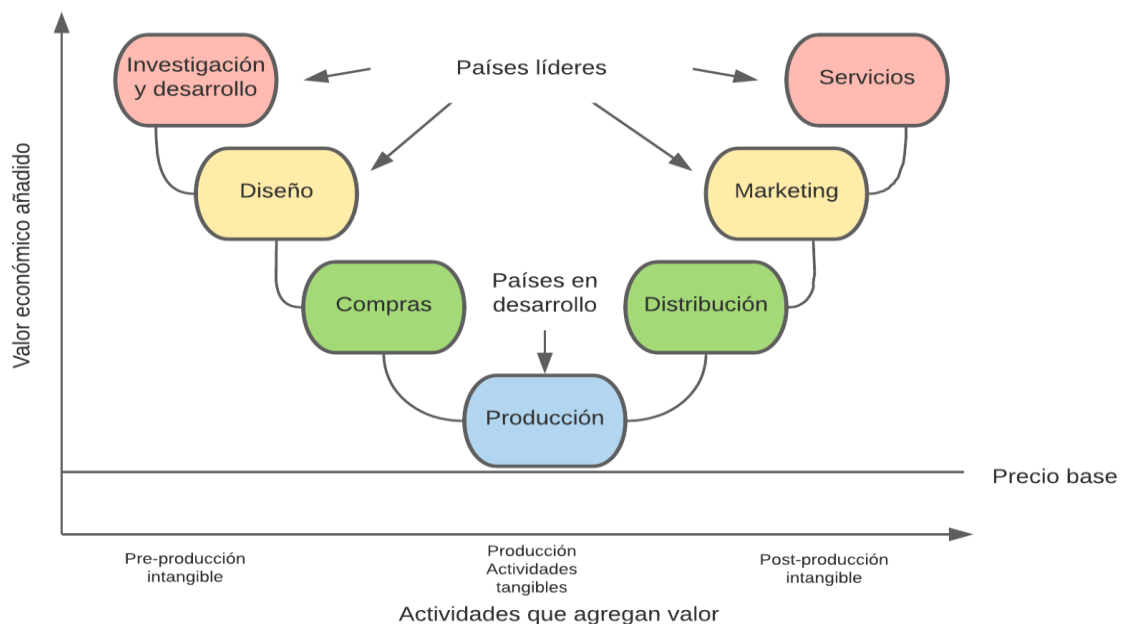 Investigación
y desarrollo
Países líderes
Servicios
Diseño
Marketing
Valor económico añadido
Compras
Países en
desarrollo
Distribución
Producción
Precio base
Pre-producción
intangible
Producción
Actividades
tangibles
Post-producción
intangible
Actividades que agregan valor